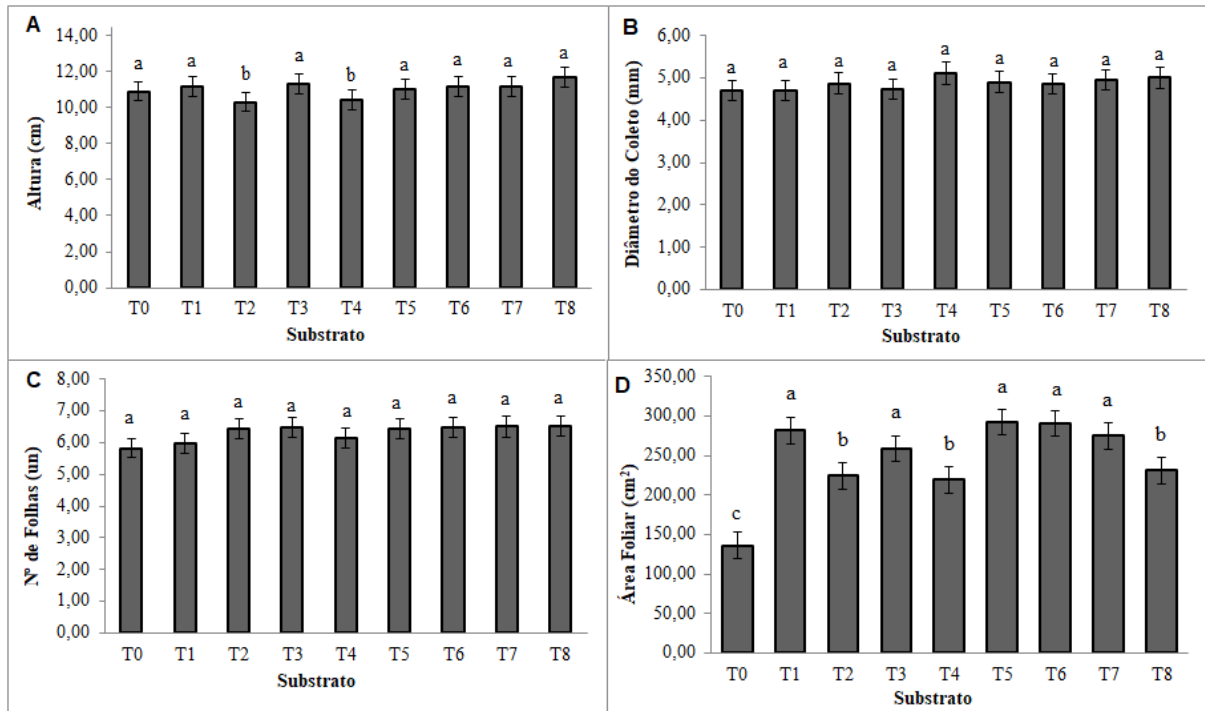 A
Altura (cm)
14,00
12,00
10,00
8,00
6,00
4,00
2,00
0,00
a a b a b a a a a
T0 T1 T2 T3 T4 T5 T6 T7 T8
Substrato
B
Diâmetro do Coleto (mm)
6,00
5,00
4,00
3,00
2,00
1,00
0,00
a a a a a a a a a
T0 T1 T2 T3 T4 T5 T6 T7 T8
Substrato
C
Nº de Folhas (un)
8,00
7,00
6,00
5,00
4,00
3,00
2,00
1,00
0,00
a a a a a a a a a
T0 T1 T2 T3 T4 T5 T6 T7 T8
Substrato
D
Área Foliar (cm²)
350,00
300,00
250,00
200,00
150,00
100,00
50,00
0,00
c a b a b a a a b
T0 T1 T2 T3 T4 T5 T6 T7 T8
Substrato